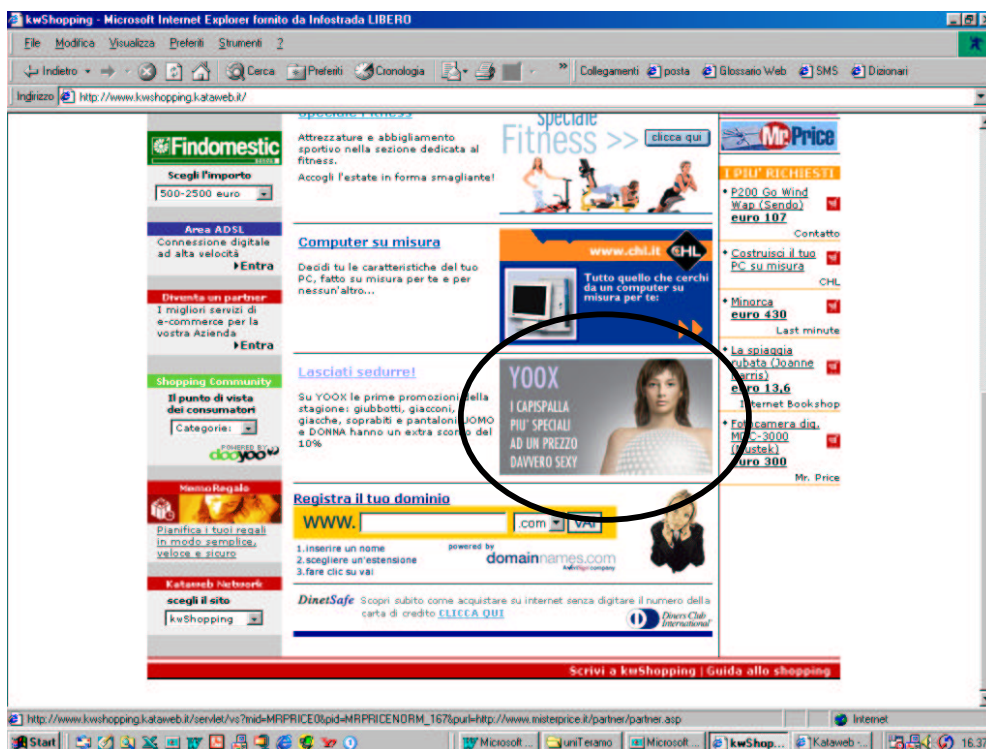 kwShopping - Microsoft Internet Explorer fornito da Infostrada LIBERO
File Modifica Visualizza Preferiti Strumenti ?
Indietro Cerca Preferiti Cronologia » Collegamenti posta Glossario Web SMS Dizionari
Indirizzo http://www.kwshopping.kataweb.it/
Findomestic
Scegli l'importo
500-2500 euro
Area ADSL
Connessione digitale
ad alta velocità
Entra
Diventa un partner
I migliori servizi di
e-commerce per la
vostra Azienda
Entra
Shopping Community
Il punto di vista
dei consumatori
Categorie:
POWERED BY
dooyoo
Memo Regalo
Pianifica i tuoi regali
in modo semplice,
veloce e sicuro
Kataweb Network
scegli il sito
kwShopping
Speciale Fitness
Attrezzature e abbigliamento
sportivo nella sezione dedicata al
fitness.
Accogli l'estate in forma smagliante!
Speciale
Fitness >> clicca qui
Computer su misura
Decidi tu le caratteristiche del tuo
PC, fatto su misura per te e per
nessun'altro...
www.chl.it CHL
Tutto quello che cerchi
da un computer su
misura per te:
Lasciati sedurre!
Su YOOX le prime promozioni della
stagione: giubbotti, giacconi,
giacche, soprabiti e pantaloni UOMO
e DONNA hanno un extra sconto del
10%
YOOX
I CAPISPALLA
PIU' SPECIALI
AD UN PREZZO
DAVVERO SEXY
Registra il tuo dominio
www. .com VAI
1.inserire un nome
2.scegliere un'estensione
3.fare clic su vai
powered by
domainnames.com
DinetSafe Scopri subito come acquistare su internet senza digitare il numero della
carta di credito CLICCA QUI
Diners Club
International
Mr.Price
I PIU' RICHIESTI
P200 Go Wind
Wap (Sendo)
euro 107
Contatto
Costruisci il tuo
PC su misura
CHL
Minorca
euro 430
Last minute
La spiaggia
rubata (Joanne
Harris)
euro 13,6
Internet Bookshop
Fotocamera dig.
MDC-3000
(Mustek)
euro 300
Mr. Price
Scrivi a kwShopping | Guida allo shopping
http://www.kwshopping.kataweb.it/servlet/vs?mid=MRPRICE0&pid=MRPRICENORM_167&purl=http://www.misterprice.it/partner/partner.asp Internet
Start Microsoft ... uniTeramo Microsoft... kwShop... Kataweb -... 16.37